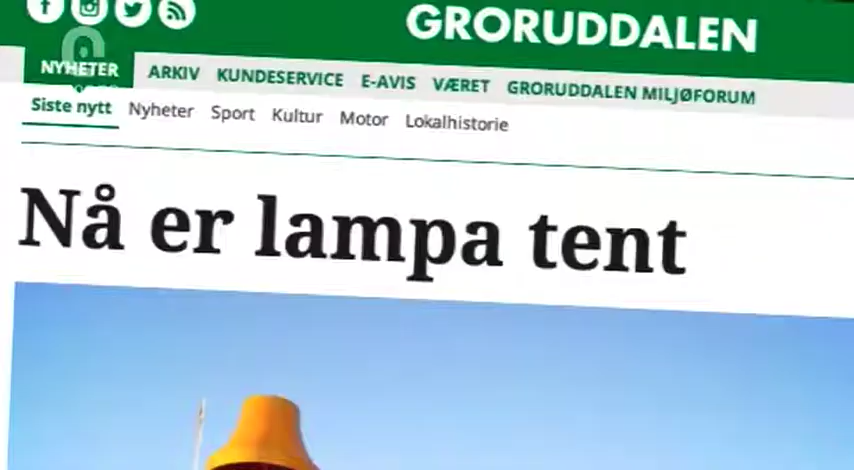 GRORUDDALEN
NYHETER ARKIV KUNDESERVICE E-AVIS VÆRET GRORUDDALEN MILJØFORUM
Siste nytt Nyheter Sport Kultur Motor Lokalhistorie
Nå er lampa tent